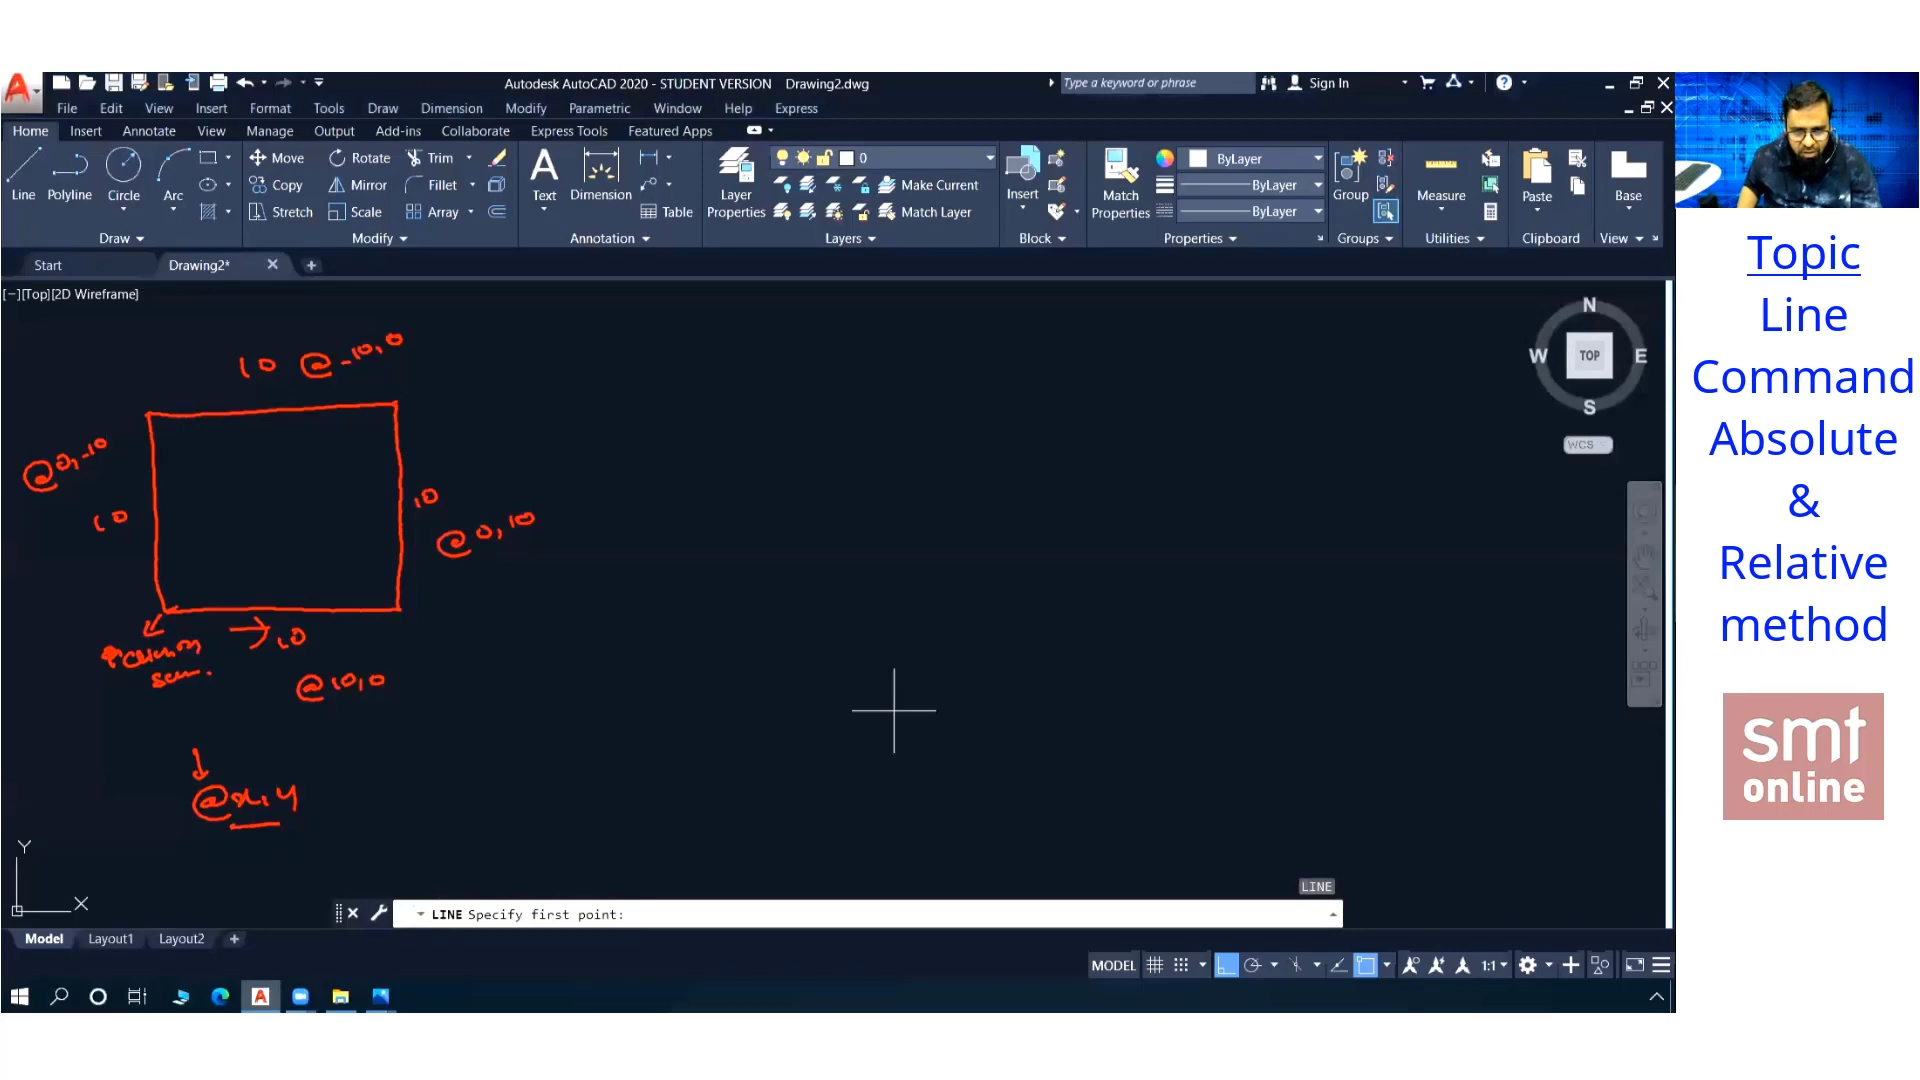 Autodesk AutoCAD 2020 - STUDENT VERSION Drawing2.dwg
Type a keyword or phrase
Sign In
File Edit View Insert Format Tools Draw Dimension Modify Parametric Window Help Express
Home Insert Annotate View Manage Output Add-ins Collaborate Express Tools Featured Apps
Line
Polyline
Circle
Arc
Move
Copy
Stretch
Rotate
Mirror
Scale
Trim
Fillet
Array
Text
Dimension
Table
Layer
Properties
0
Make Current
Match Layer
Insert
Match
Properties
ByLayer
ByLayer
ByLayer
Group
Measure
Paste
Base
Draw Modify Annotation Layers Block Properties Groups Utilities Clipboard View
Start Drawing2*
[−][Top][2D Wireframe]
10 @-10,0
@0,-10
10
10
@0,10
10
@10,0
@x,y
N
W TOP E
S
WCS
Y
X
LINE
LINE Specify first point:
Model Layout1 Layout2
MODEL
1:1
Topic
Line
Command
Absolute
&
Relative
method
smt
online